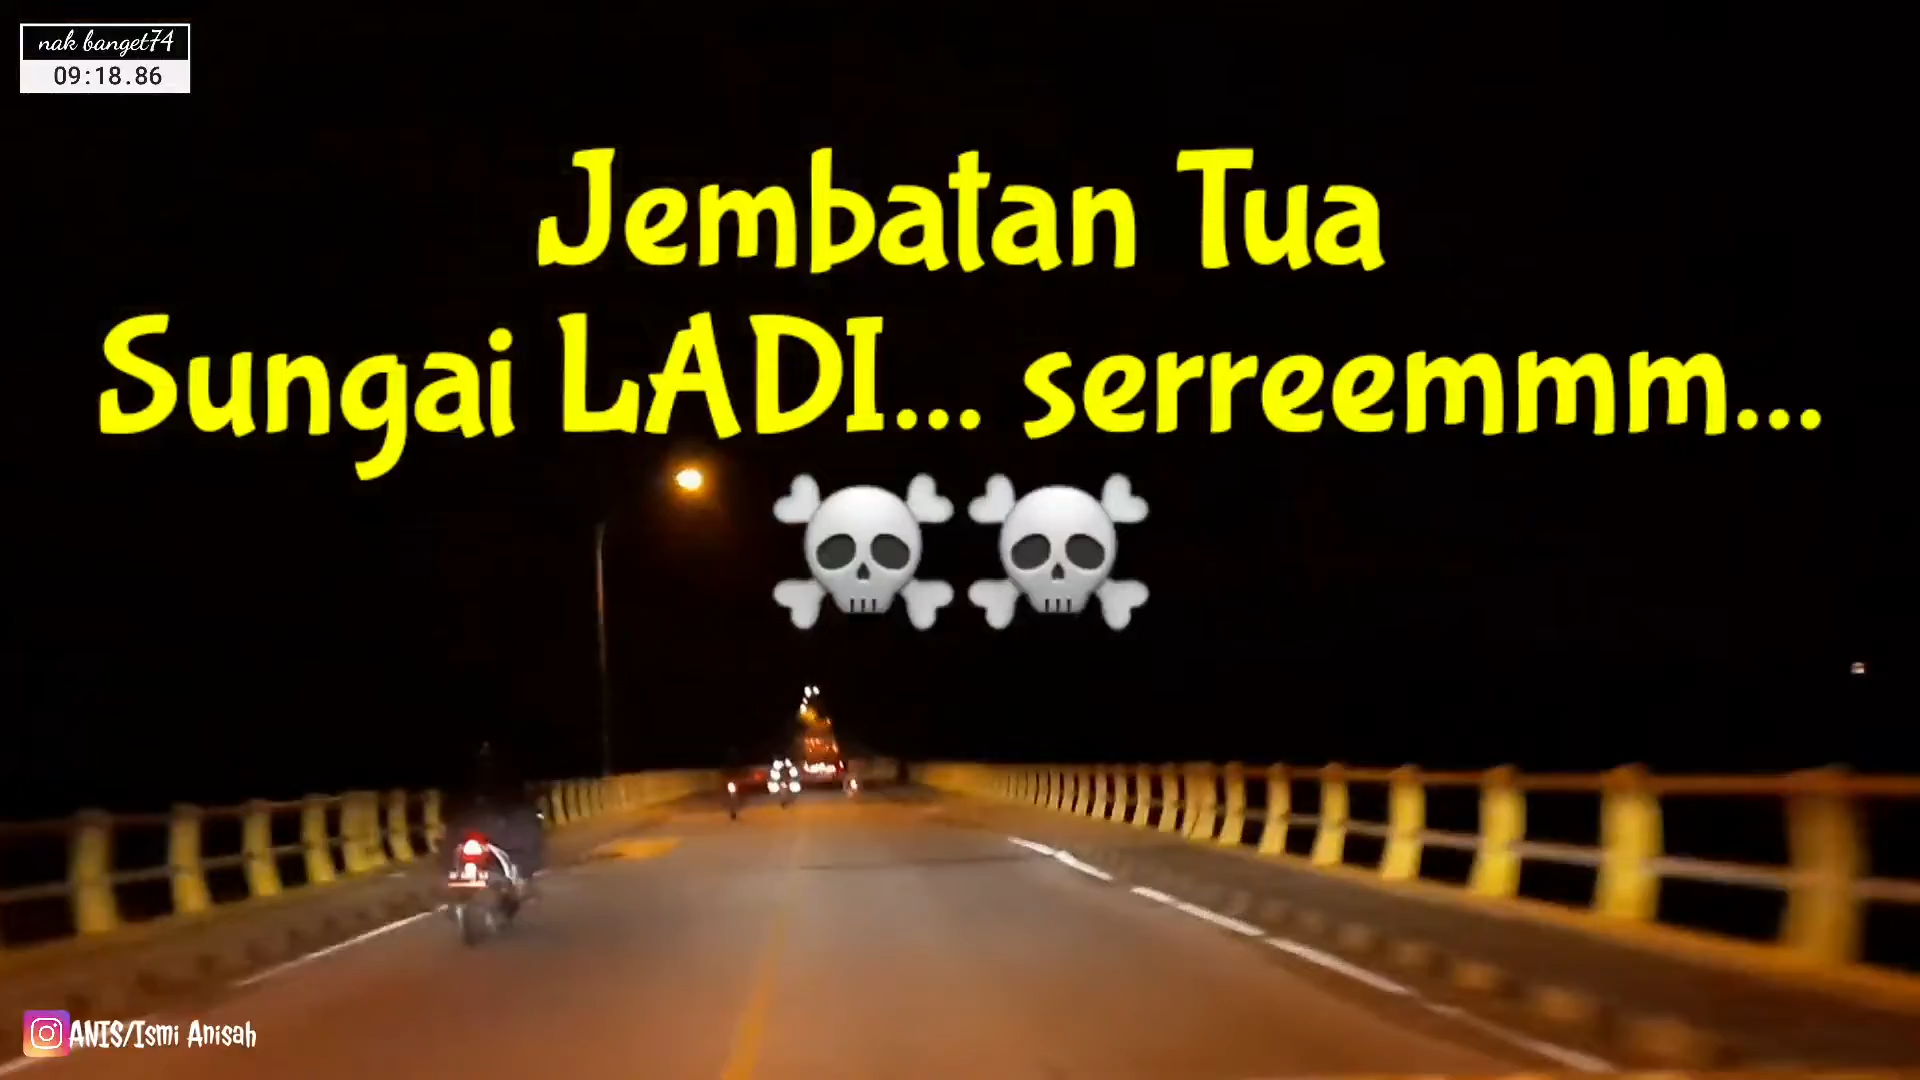 nak banget74
09:18.86
Jembatan Tua
Sungai LADI... serreemmm...
ANIS/Ismi Anisah